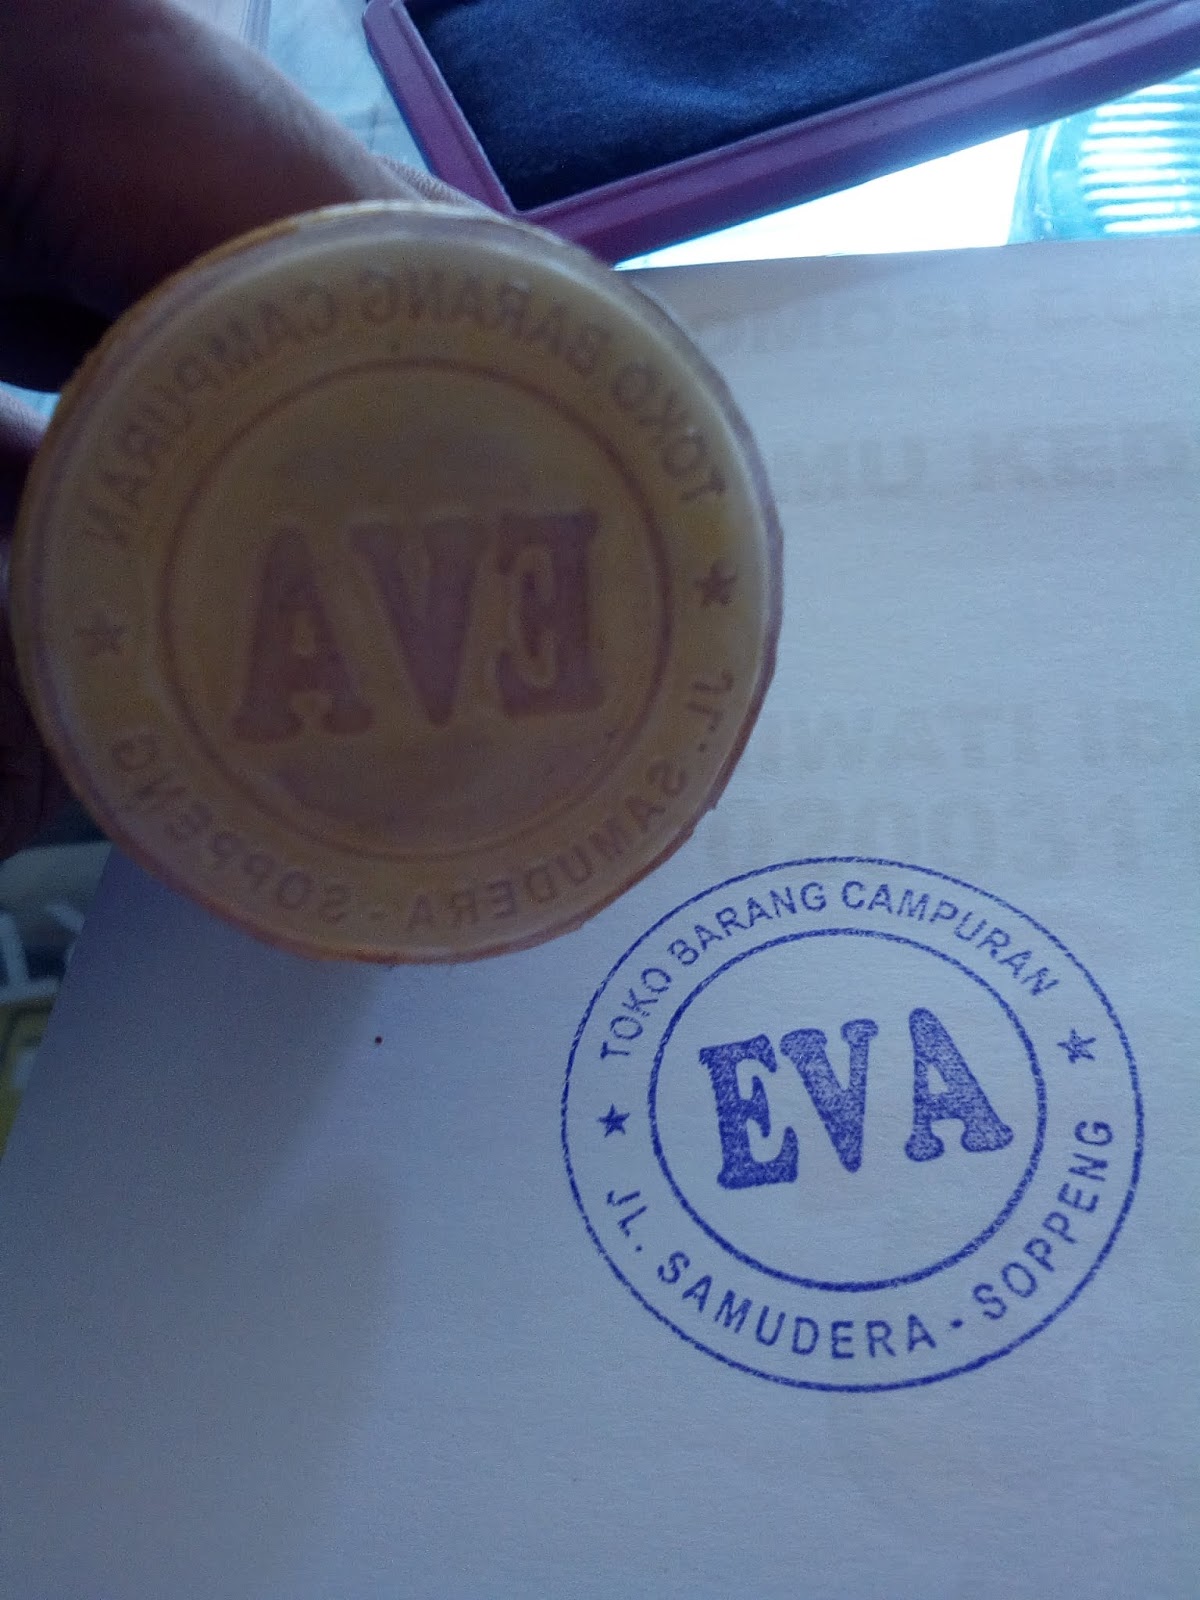 TOKO BARANG CAMPURAN
EVA
JL. SAMUDERA - SOPPENG
TOKO BARANG CAMPURAN
EVA
JL. SAMUDERA - SOPPENG